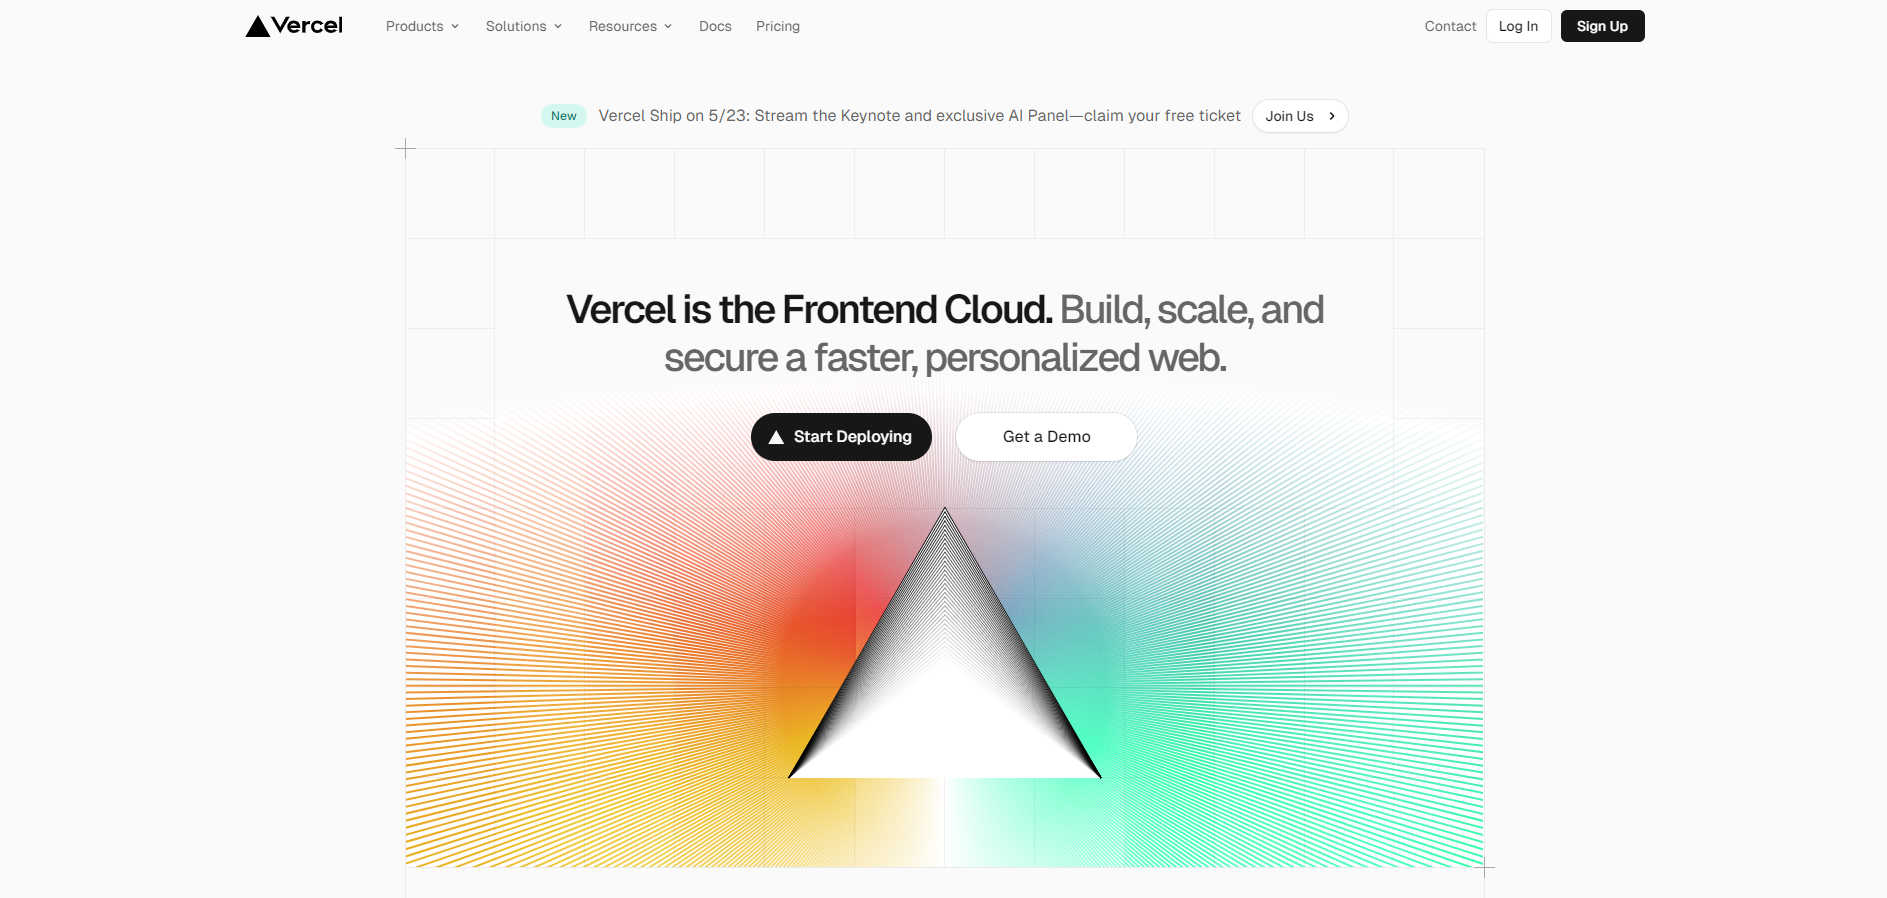 Vercel
Products
Solutions
Resources
Docs
Pricing
Contact
Log In
Sign Up
New
Vercel Ship on 5/23: Stream the Keynote and exclusive AI Panel—claim your free ticket
Join Us
Vercel is the Frontend Cloud. Build, scale, and
secure a faster, personalized web.
Start Deploying
Get a Demo